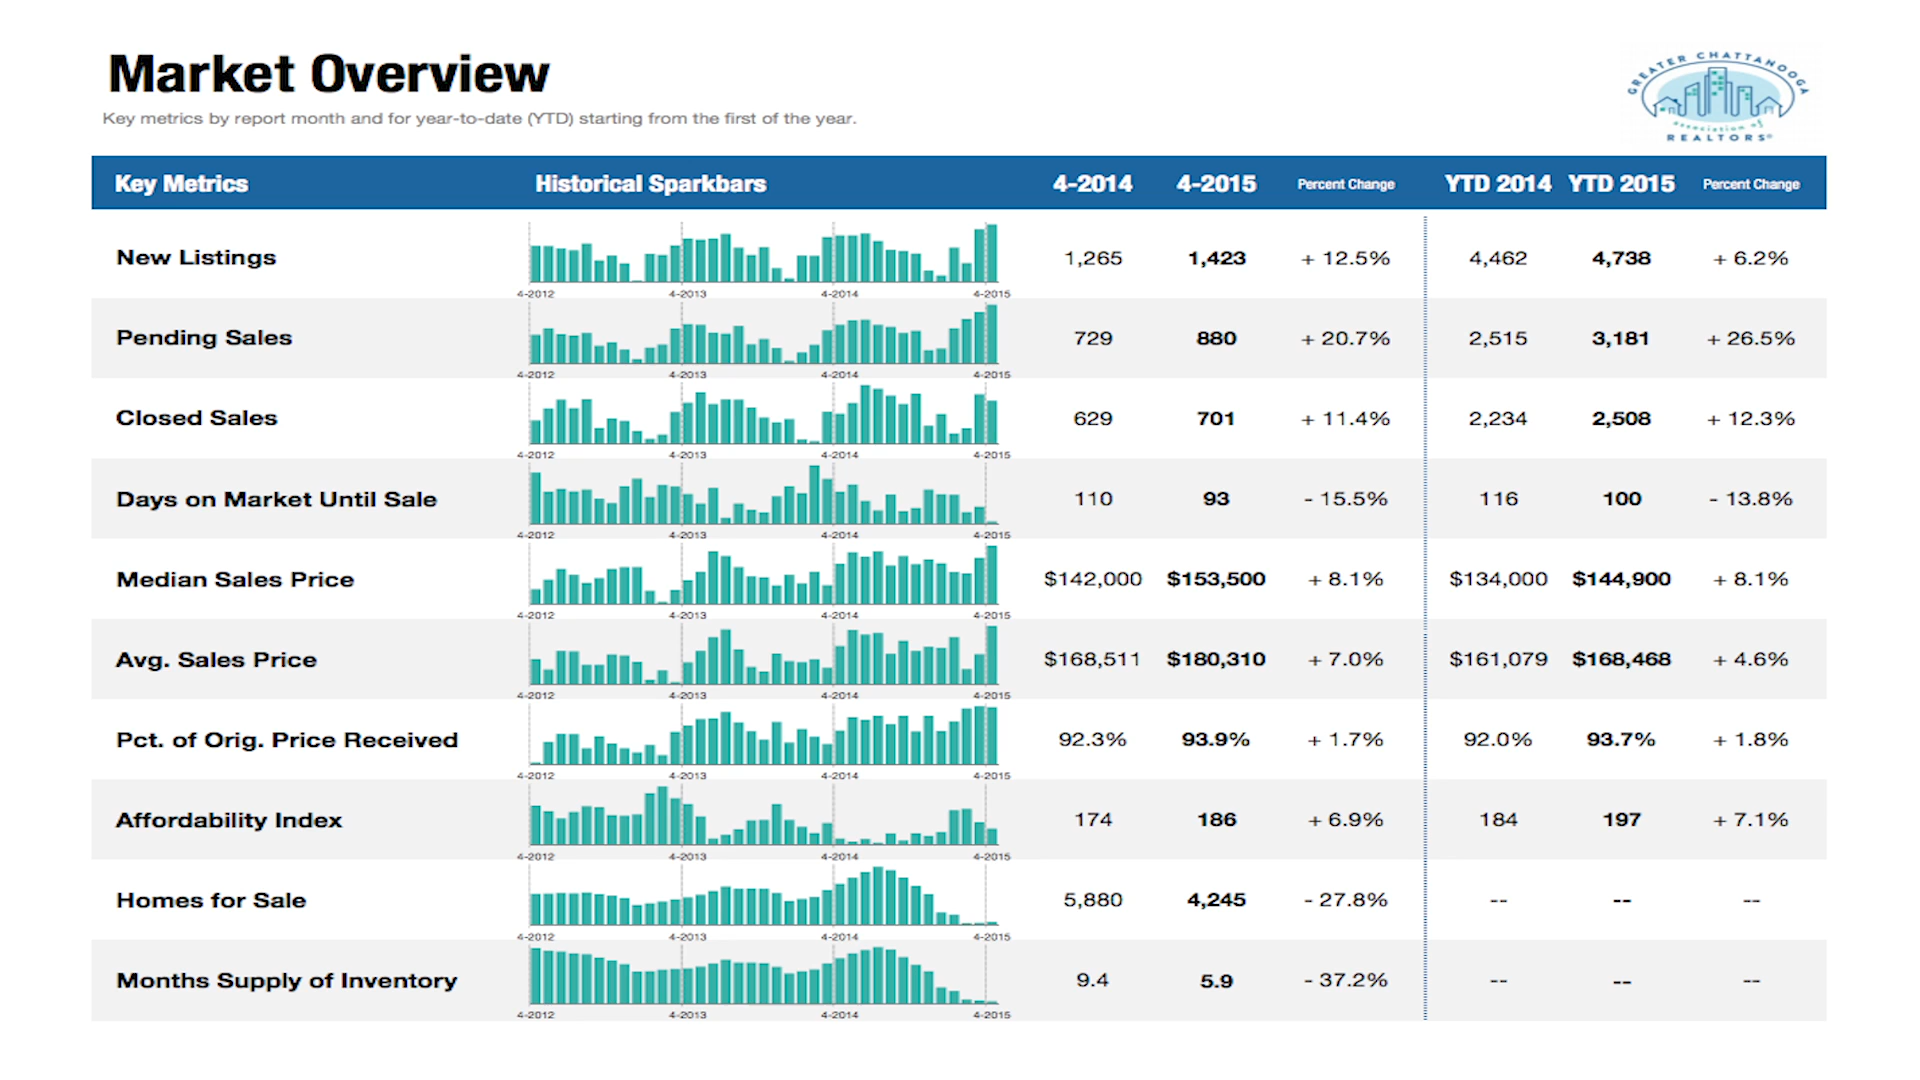 Market Overview
Key metrics by report month and for year-to-date (YTD) starting from the first of the year.
GREATER CHATTANOOGA
association of
REALTORS®
Key Metrics Historical Sparkbars 4-2014 4-2015 Percent Change YTD 2014 YTD 2015 Percent Change
New Listings 1,265 1,423 + 12.5% 4,462 4,738 + 6.2%
4-2012 4-2013 4-2014 4-2015
Pending Sales 729 880 + 20.7% 2,515 3,181 + 26.5%
4-2012 4-2013 4-2014 4-2015
Closed Sales 629 701 + 11.4% 2,234 2,508 + 12.3%
4-2012 4-2013 4-2014 4-2015
Days on Market Until Sale 110 93 - 15.5% 116 100 - 13.8%
4-2012 4-2013 4-2014 4-2015
Median Sales Price $142,000 $153,500 + 8.1% $134,000 $144,900 + 8.1%
4-2012 4-2013 4-2014 4-2015
Avg. Sales Price $168,511 $180,310 + 7.0% $161,079 $168,468 + 4.6%
4-2012 4-2013 4-2014 4-2015
Pct. of Orig. Price Received 92.3% 93.9% + 1.7% 92.0% 93.7% + 1.8%
4-2012 4-2013 4-2014 4-2015
Affordability Index 174 186 + 6.9% 184 197 + 7.1%
4-2012 4-2013 4-2014 4-2015
Homes for Sale 5,880 4,245 - 27.8% -- -- --
4-2012 4-2013 4-2014 4-2015
Months Supply of Inventory 9.4 5.9 - 37.2% -- -- --
4-2012 4-2013 4-2014 4-2015